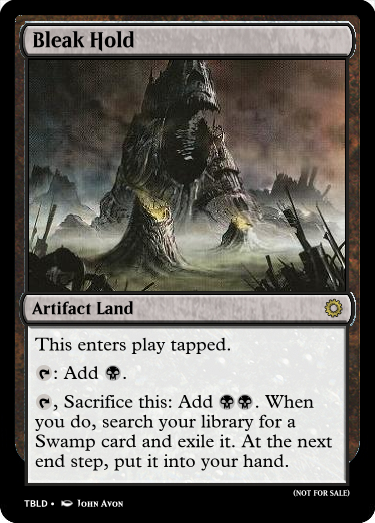 Bleak Hold
Artifact Land
This enters play tapped.
: Add .
, Sacrifice this: Add . When
you do, search your library for a
Swamp card and exile it. At the next
end step, put it into your hand.
(NOT FOR SALE)
TBLD • John Avon